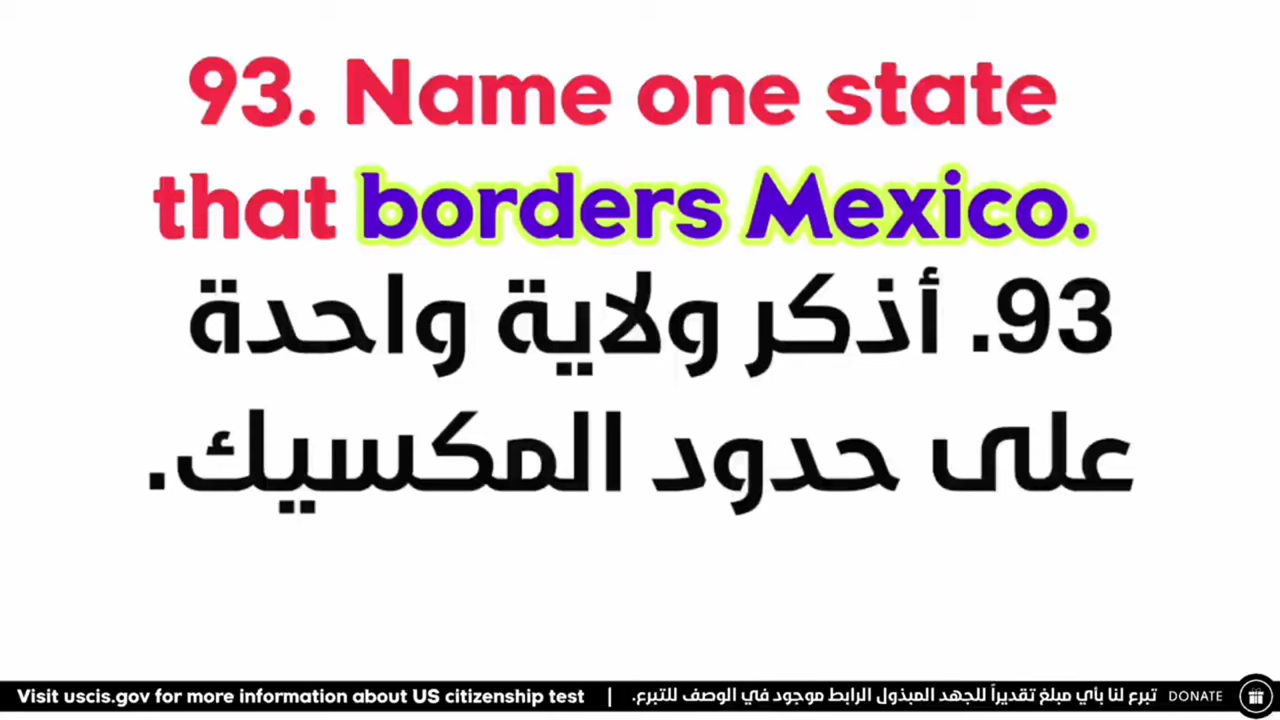 93. Name one state
that borders Mexico.
93. أذكر ولاية واحدة
على حدود المكسيك.
Visit uscis.gov for more information about US citizenship test | تبرع لنا بأي مبلغ تقديراً للجهد المبذول الرابط موجود في الوصف للتبرع. DONATE